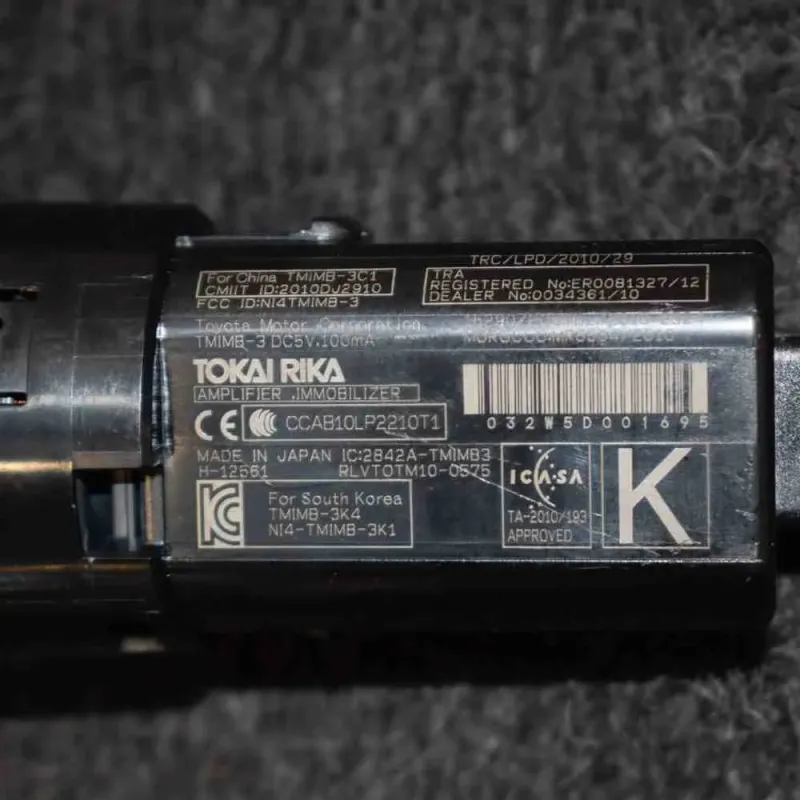 TRC/LPD/2010/29
For China TMIMB-3C1
CMIIT ID:2010DJ2910
FCC ID:NI4TMIMB-3
TRA
REGISTERED No:ER0081327/12
DEALER No:0034361/10
Toyota Motor Corporation
TMIMB-3 DC5V.100mA
TOKAI RIKA
AMPLIFIER .IMMOBILIZER
032W5D001695
CE CCC CCAB10LP2210T1
MADE IN JAPAN IC:2842A-TMIMB3
H-12561 RLVTOTM10-0575
KC
For South Korea
TMIMB-3K4
NI4-TMIMB-3K1
ICASA
TA-2010/193
APPROVED
K